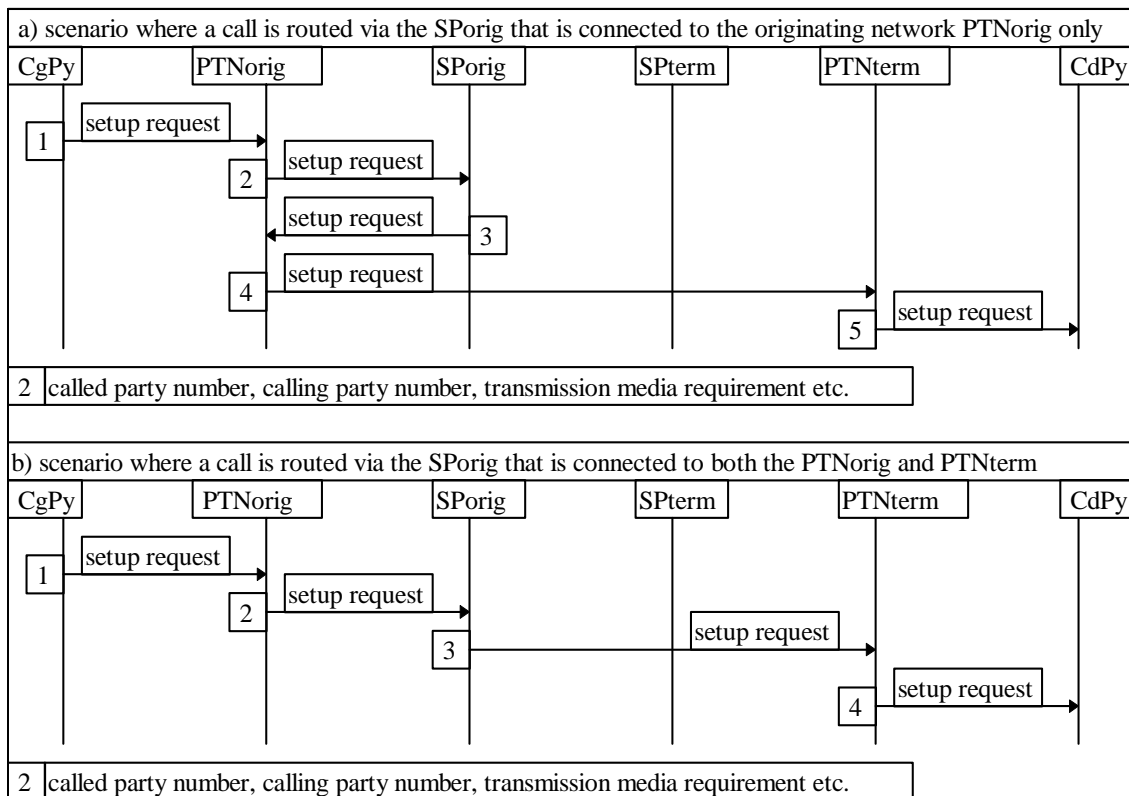 a) scenario where a call is routed via the SPorig that is connected to the originating network PTNorig only
CgPy PTNorig SPorig SPterm PTNterm CdPy
1 setup request
2 setup request
setup request 3
4 setup request
5 setup request
2 called party number, calling party number, transmission media requirement etc.
b) scenario where a call is routed via the SPorig that is connected to both the PTNorig and PTNterm
CgPy PTNorig SPorig SPterm PTNterm CdPy
1 setup request
2 setup request
3 setup request
4 setup request
2 called party number, calling party number, transmission media requirement etc.